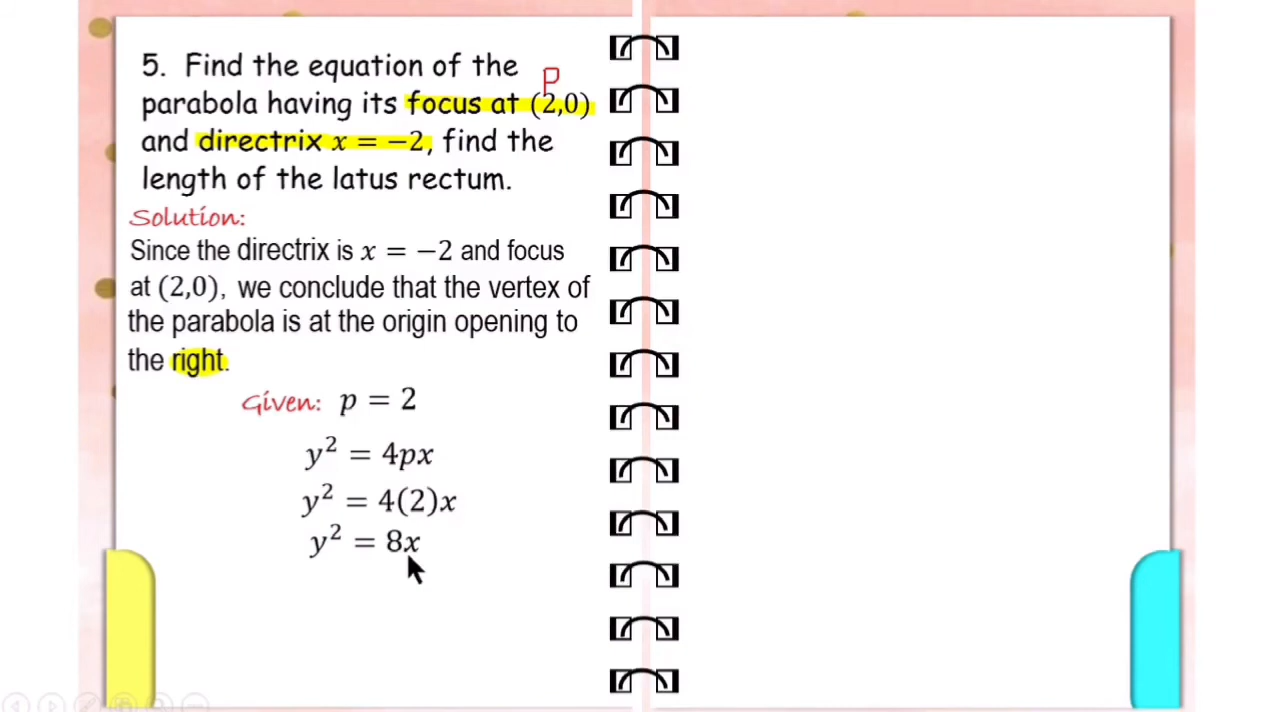 P
5. Find the equation of the
parabola having its focus at (2,0)
and directrix x = −2, find the
length of the latus rectum.
Solution:
Since the directrix is x = −2 and focus
at (2,0), we conclude that the vertex of
the parabola is at the origin opening to
the right.
Given: p = 2
y² = 4px
y² = 4(2)x
y² = 8x